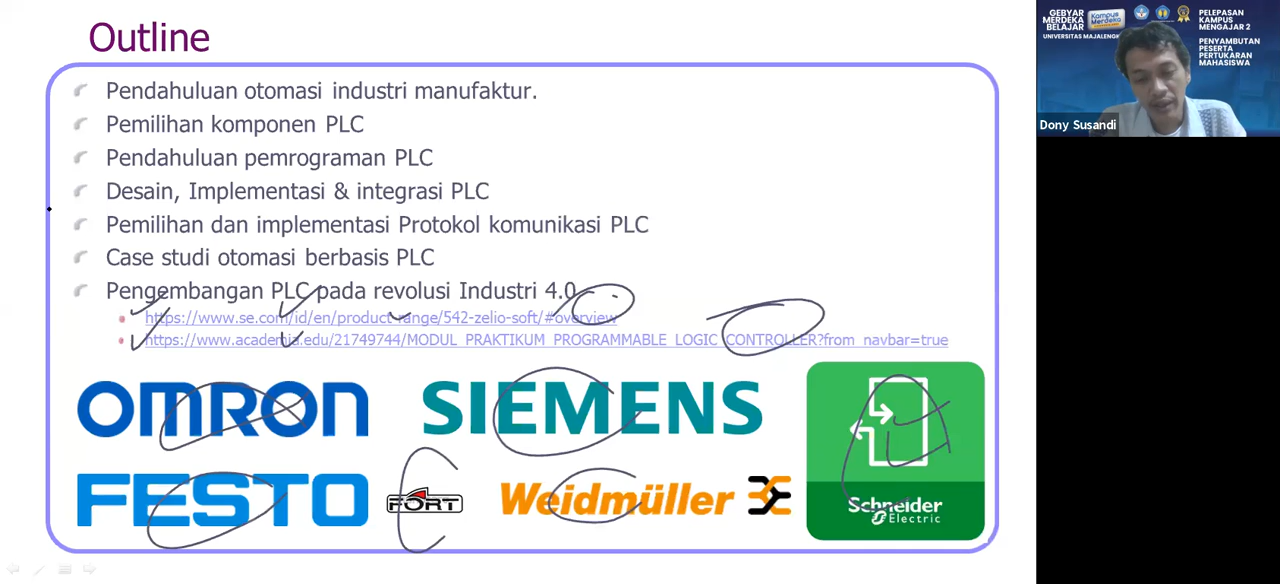 Outline
Pendahuluan otomasi industri manufaktur.
Pemilihan komponen PLC
Pendahuluan pemrograman PLC
Desain, Implementasi & integrasi PLC
Pemilihan dan implementasi Protokol komunikasi PLC
Case studi otomasi berbasis PLC
Pengembangan PLC pada revolusi Industri 4.0
https://www.se.com/id/en/product-range/542-zelio-soft/#overview
https://www.academia.edu/21749744/MODUL_PRAKTIKUM_PROGRAMMABLE_LOGIC_CONTROLLER?from_navbar=true
OMRON
SIEMENS
FESTO
FORT
Weidmüller
Schneider
Electric
GEBYAR
MERDEKA
BELAJAR
Kampus
Merdeka
UNIVERSITAS MAJALENG
PELEPASAN
KAMPUS
MENGAJAR 2
PENYAMBUTAN
PESERTA
PERTUKARAN
MAHASISWA
Dony Susandi